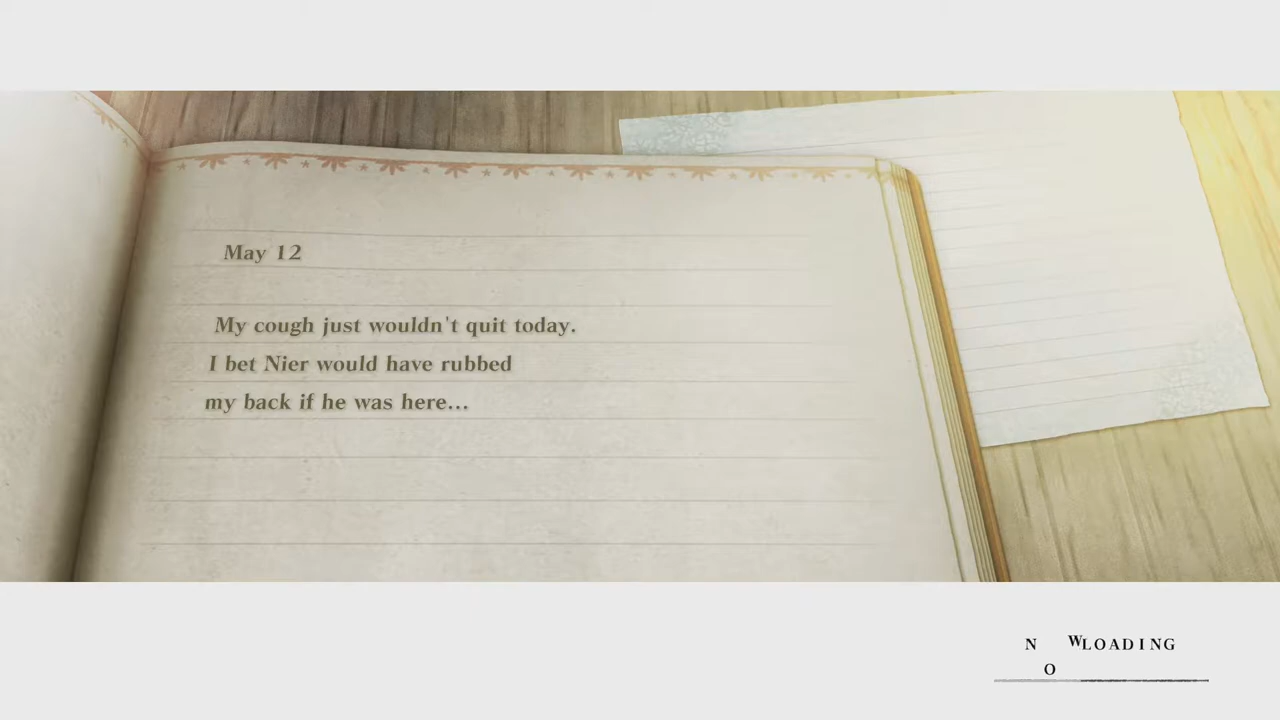 May 12
My cough just wouldn't quit today.
I bet Nier would have rubbed
my back if he was here...
NOW LOADING